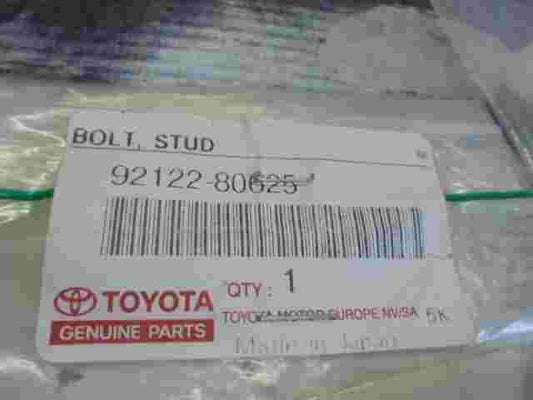 BOLT, STUD
92122-80625
TOYOTA
GENUINE PARTS
QTY: 1
TOYOTA MOTOR EUROPE NV/SA
Made in Japan